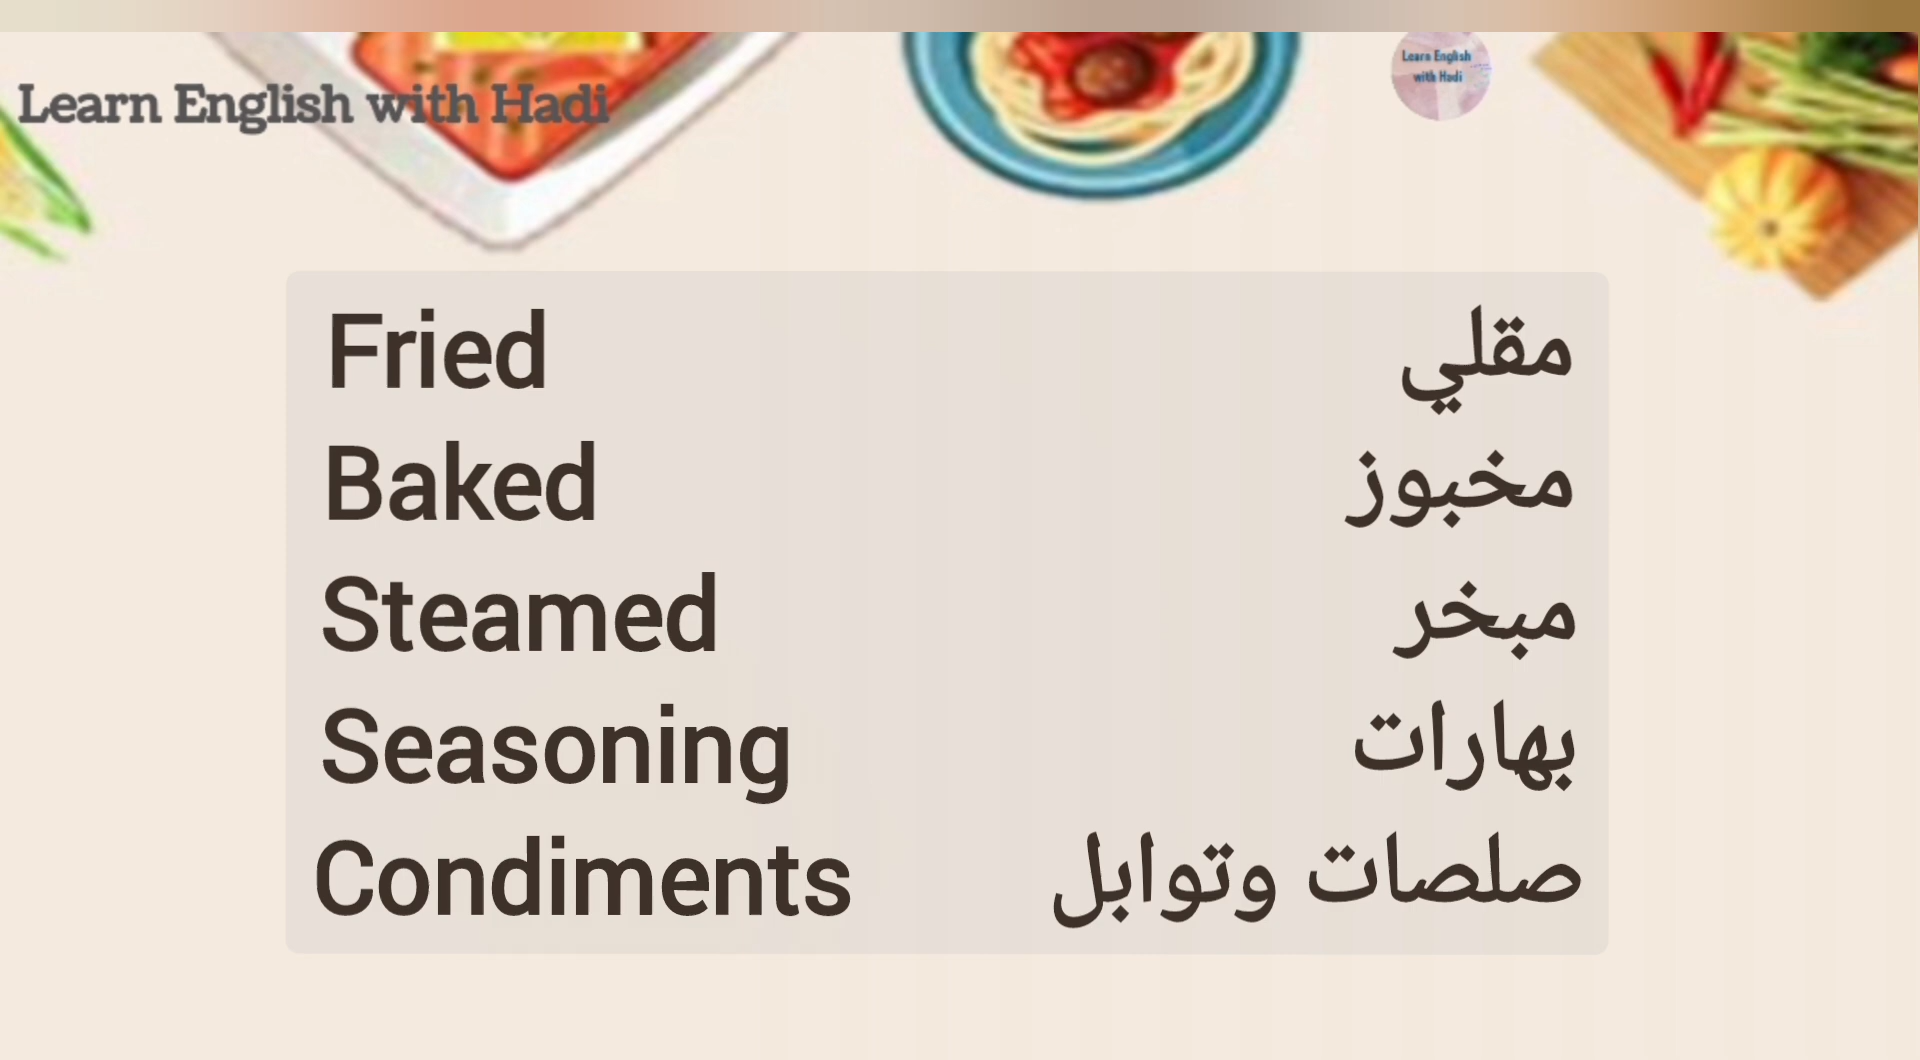 Learn English
with Hadi
Learn English with Hadi
Fried مقلي
Baked مخبوز
Steamed مبخر
Seasoning بهارات
Condiments صلصات وتوابل